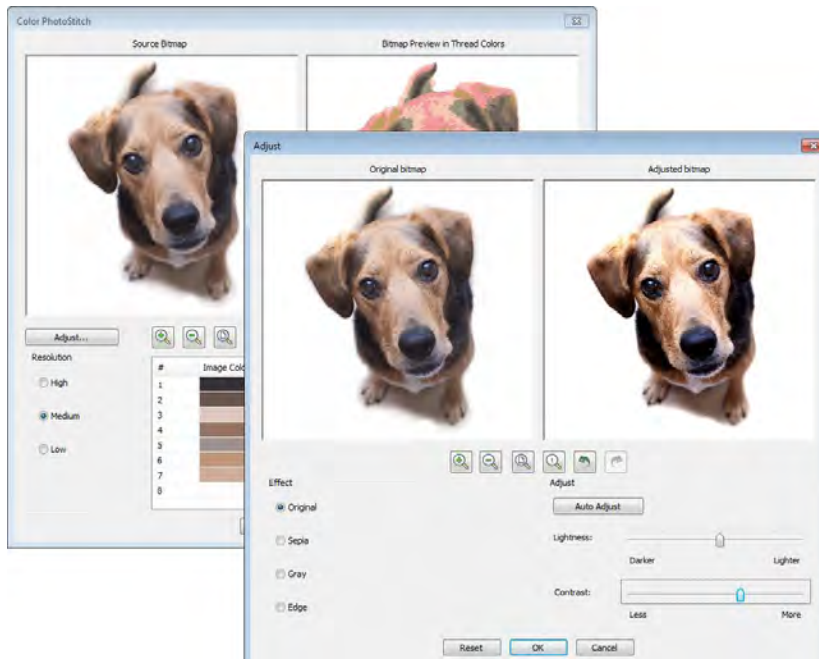 Color PhotoStitch
Source Bitmap
Bitmap Preview in Thread Colors
Adjust...
Resolution
High
Medium
Low
# Image Colo
1
2
3
4
5
6
7
8
Adjust
Original bitmap
Adjusted bitmap
Effect
Original
Sepia
Gray
Edge
Adjust
Auto Adjust
Lightness:
Darker Lighter
Contrast:
Less More
Reset OK Cancel